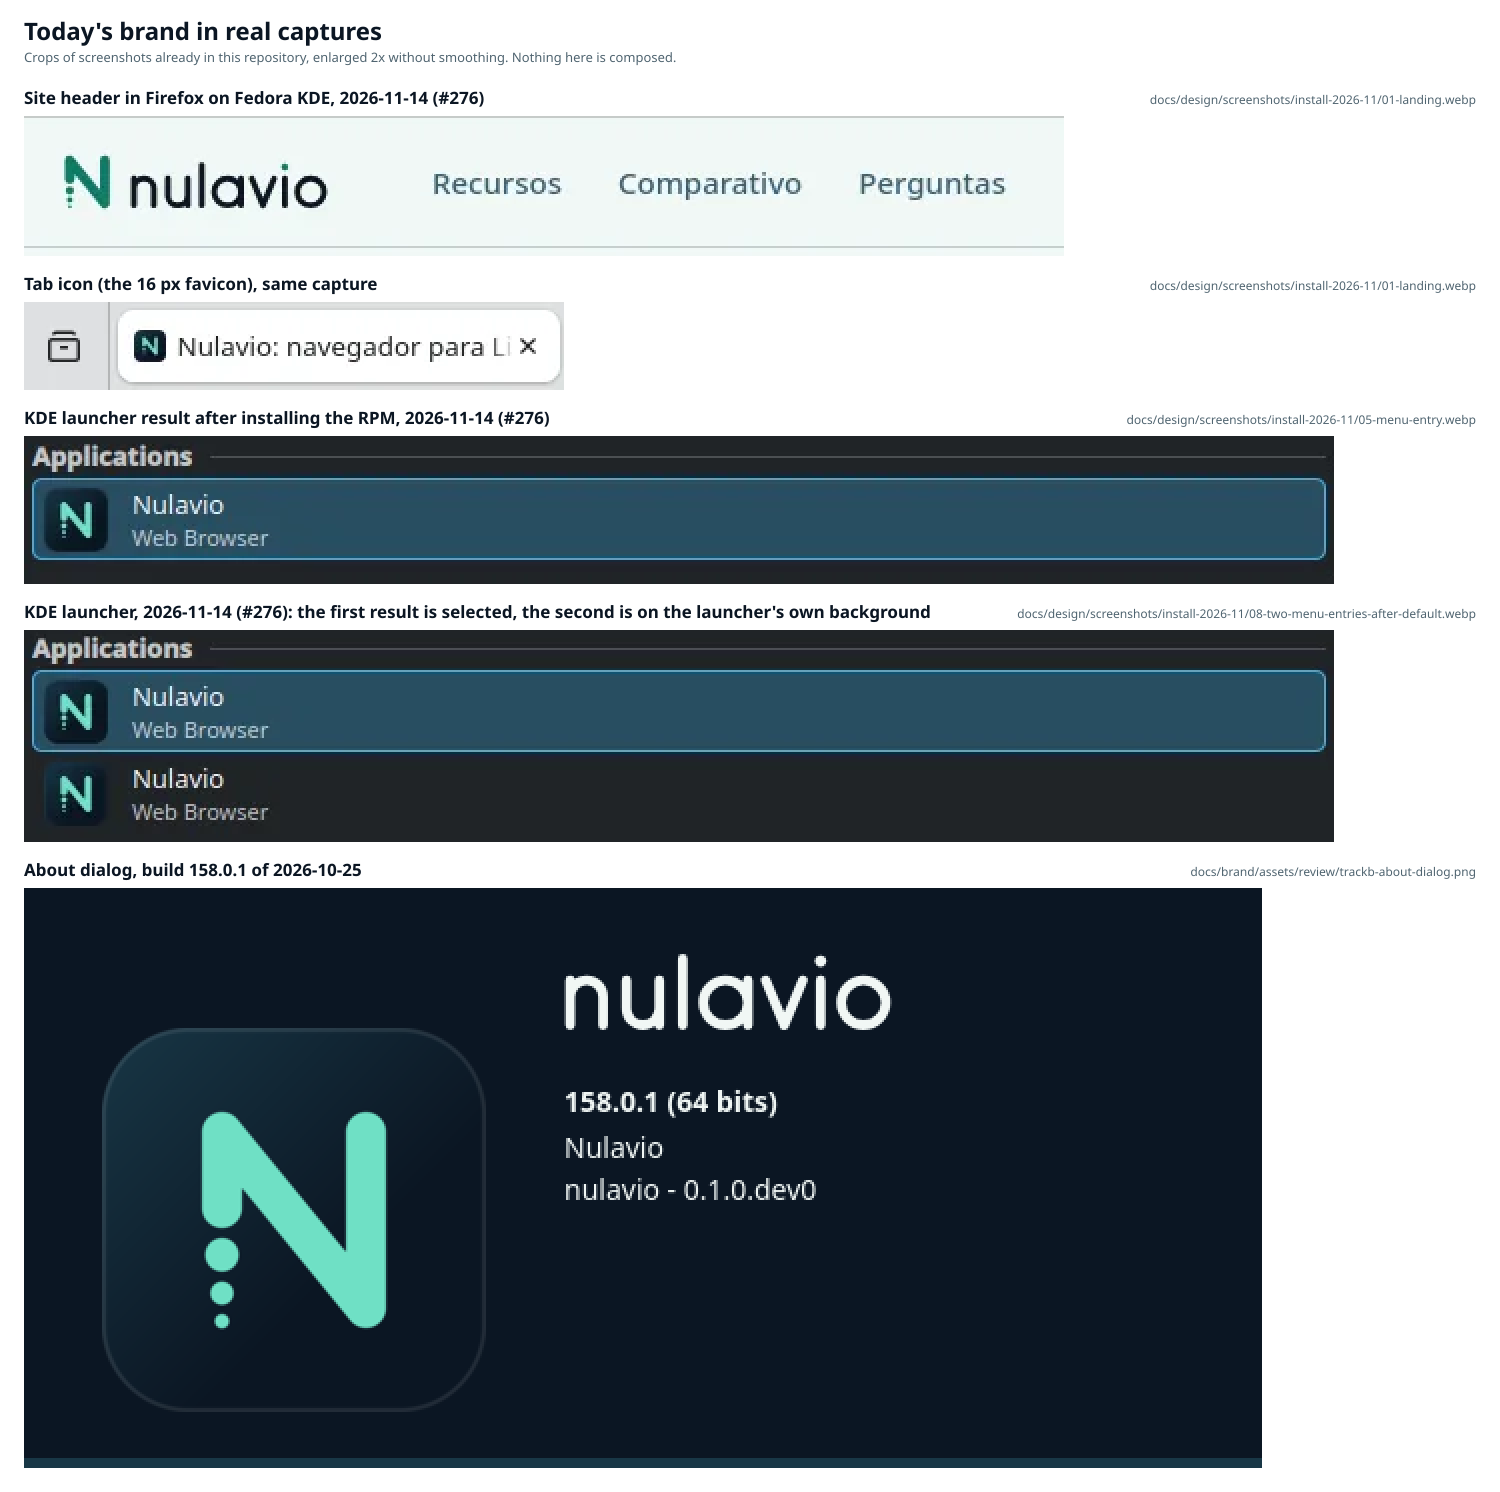 Today's brand in real captures
Crops of screenshots already in this repository, enlarged 2x without smoothing. Nothing here is composed.
Site header in Firefox on Fedora KDE, 2026-11-14 (#276)
docs/design/screenshots/install-2026-11/01-landing.webp
N nulavio
Recursos
Comparativo
Perguntas
Tab icon (the 16 px favicon), same capture
docs/design/screenshots/install-2026-11/01-landing.webp
N
Nulavio: navegador para Li
KDE launcher result after installing the RPM, 2026-11-14 (#276)
docs/design/screenshots/install-2026-11/05-menu-entry.webp
Applications
N
Nulavio
Web Browser
KDE launcher, 2026-11-14 (#276): the first result is selected, the second is on the launcher's own background
docs/design/screenshots/install-2026-11/08-two-menu-entries-after-default.webp
Applications
N
Nulavio
Web Browser
N
Nulavio
Web Browser
About dialog, build 158.0.1 of 2026-10-25
docs/brand/assets/review/trackb-about-dialog.png
nulavio
N
158.0.1 (64 bits)
Nulavio
nulavio - 0.1.0.dev0